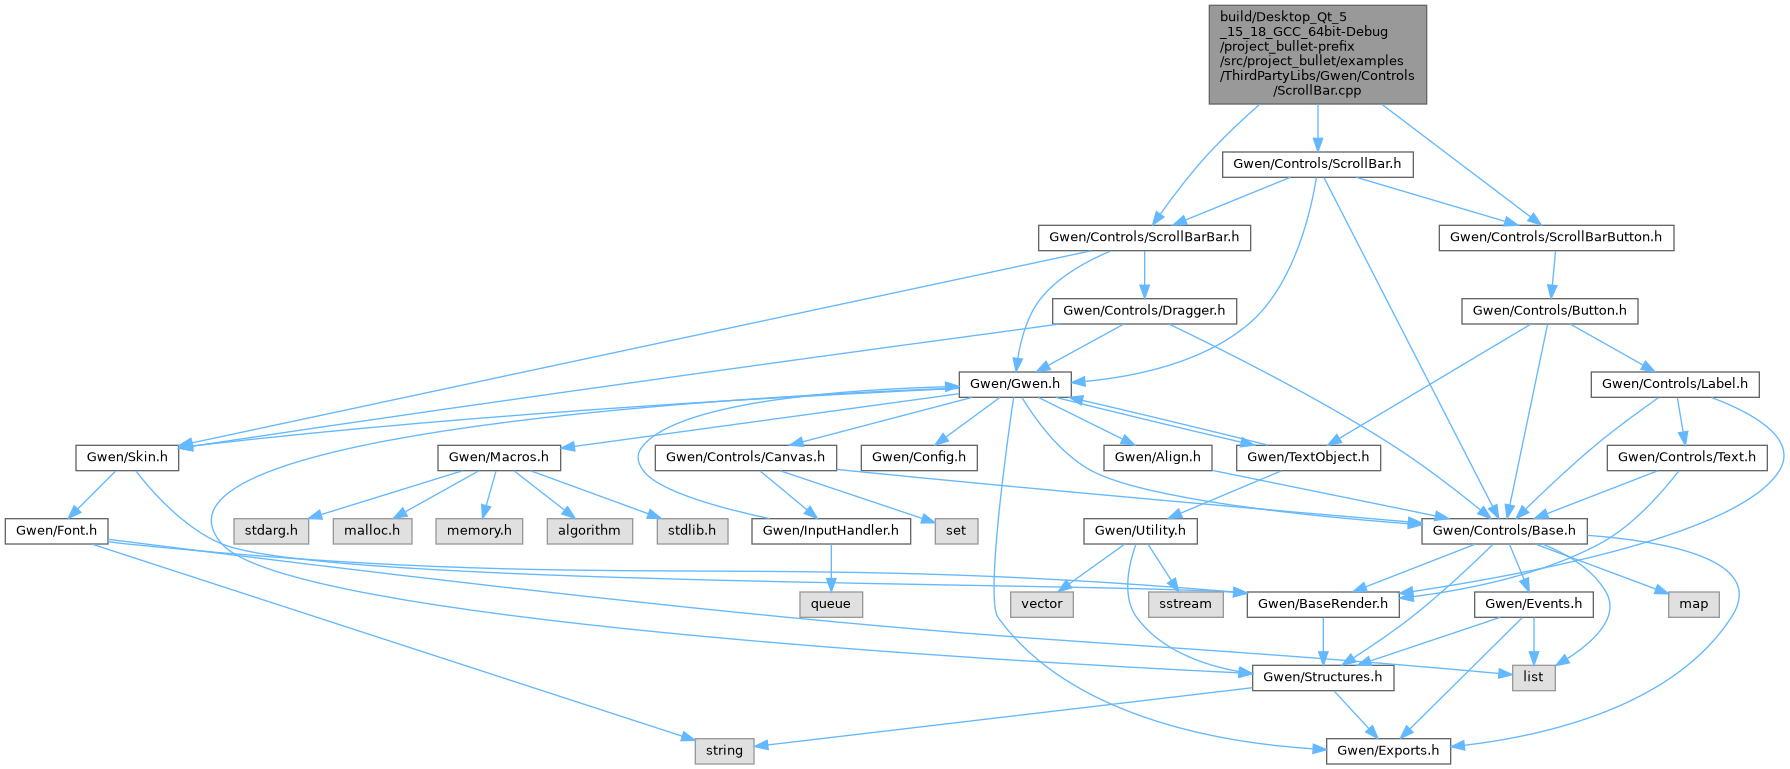 build/Desktop_Qt_5
_15_18_GCC_64bit-Debug
/project_bullet-prefix
/src/project_bullet/examples
/ThirdPartyLibs/Gwen/Controls
/ScrollBar.cpp
Gwen/Controls/ScrollBar.h
Gwen/Controls/ScrollBarBar.h
Gwen/Controls/ScrollBarButton.h
Gwen/Controls/Dragger.h
Gwen/Controls/Button.h
Gwen/Gwen.h
Gwen/Controls/Label.h
Gwen/Skin.h
Gwen/Macros.h
Gwen/Controls/Canvas.h
Gwen/Config.h
Gwen/Align.h
Gwen/TextObject.h
Gwen/Controls/Text.h
Gwen/Font.h
stdarg.h
malloc.h
memory.h
algorithm
stdlib.h
Gwen/InputHandler.h
set
Gwen/Utility.h
Gwen/Controls/Base.h
queue
vector
sstream
Gwen/BaseRender.h
Gwen/Events.h
map
Gwen/Structures.h
list
string
Gwen/Exports.h